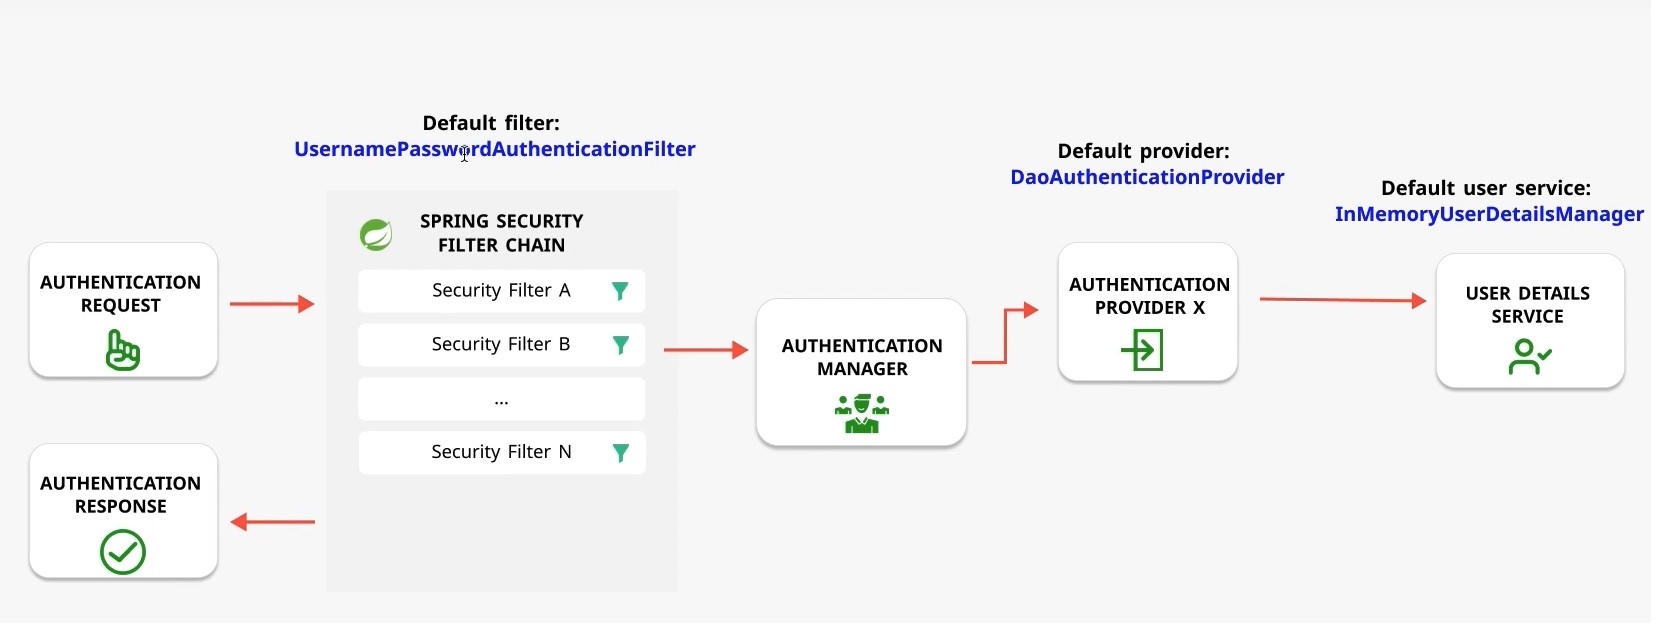 Default filter:
UsernamePasswordAuthenticationFilter
Default provider:
DaoAuthenticationProvider
Default user service:
InMemoryUserDetailsManager
AUTHENTICATION
REQUEST
SPRING SECURITY
FILTER CHAIN
Security Filter A
Security Filter B
...
Security Filter N
AUTHENTICATION
MANAGER
AUTHENTICATION
PROVIDER X
USER DETAILS
SERVICE
AUTHENTICATION
RESPONSE